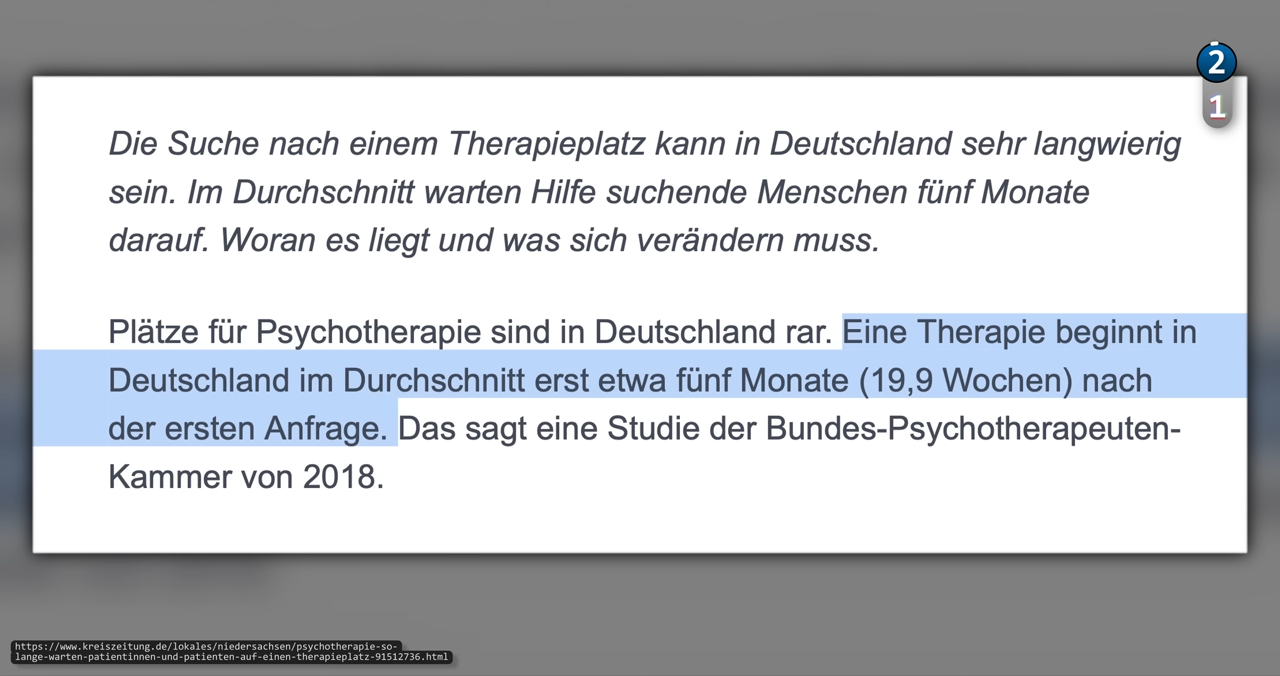 2
1
Die Suche nach einem Therapieplatz kann in Deutschland sehr langwierig
sein. Im Durchschnitt warten Hilfe suchende Menschen fünf Monate
darauf. Woran es liegt und was sich verändern muss.
Plätze für Psychotherapie sind in Deutschland rar. Eine Therapie beginnt in
Deutschland im Durchschnitt erst etwa fünf Monate (19,9 Wochen) nach
der ersten Anfrage. Das sagt eine Studie der Bundes-Psychotherapeuten-
Kammer von 2018.
https://www.kreiszeitung.de/lokales/niedersachsen/psychotherapie-so-
lange-warten-patientinnen-und-patienten-auf-einen-therapieplatz-91512736.html